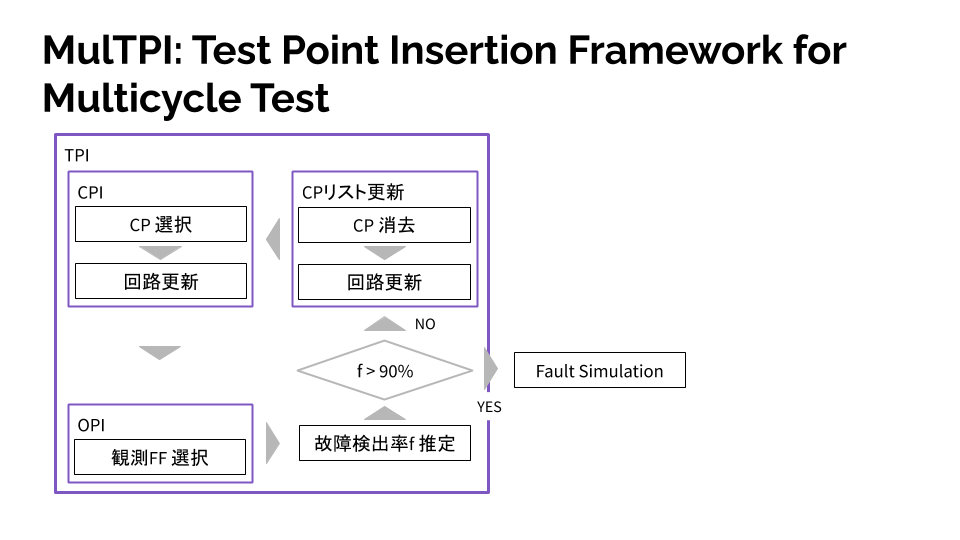 MulTPI: Test Point Insertion Framework for
Multicycle Test
TPI
CPI
CP 選択
回路更新
CPリスト更新
CP 消去
回路更新
NO
f > 90%
YES
Fault Simulation
OPI
観測FF 選択
故障検出率f 推定